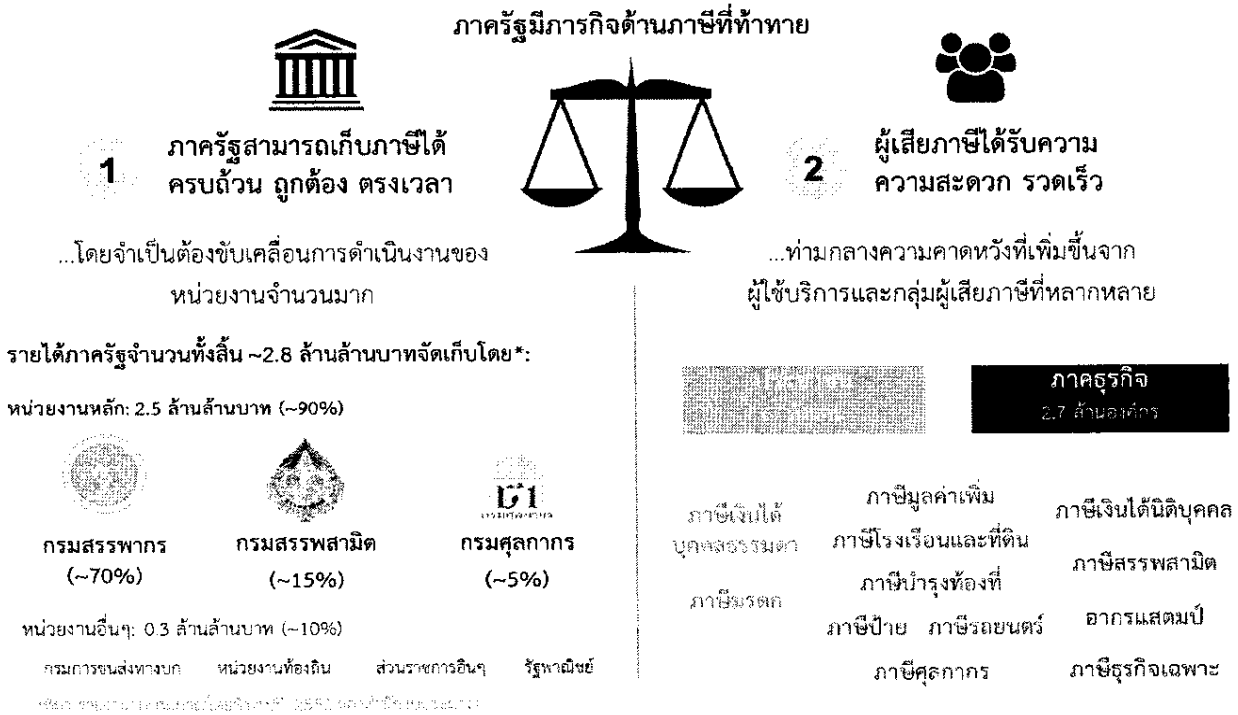 ภาครัฐมีภารกิจด้านภาษีที่ท้าทาย
1
ภาครัฐสามารถเก็บภาษีได้
ครบถ้วน ถูกต้อง ตรงเวลา
...โดยจำเป็นต้องขับเคลื่อนการดำเนินงานของ
หน่วยงานจำนวนมาก
รายได้ภาครัฐจำนวนทั้งสิ้น ~2.8 ล้านล้านบาทจัดเก็บโดย*:
หน่วยงานหลัก: 2.5 ล้านล้านบาท (~90%)
กรมศุลกากร
กรมสรรพากร
(~70%)
กรมสรรพสามิต
(~15%)
กรมศุลกากร
(~5%)
หน่วยงานอื่นๆ: 0.3 ล้านล้านบาท (~10%)
กรมการขนส่งทางบก หน่วยงานท้องถิ่น ส่วนราชการอื่นๆ รัฐพาณิชย์
2
ผู้เสียภาษีได้รับความ
ความสะดวก รวดเร็ว
...ท่ามกลางความคาดหวังที่เพิ่มขึ้นจาก
ผู้ใช้บริการและกลุ่มผู้เสียภาษีที่หลากหลาย
ภาคธุรกิจ
2.7 ล้านองค์กร
ภาษีเงินได้
บุคคลธรรมดา
ภาษีมรดก
ภาษีมูลค่าเพิ่ม
ภาษีโรงเรือนและที่ดิน
ภาษีบำรุงท้องที่
ภาษีป้าย ภาษีรถยนตร์
ภาษีศุลกากร
ภาษีเงินได้นิติบุคคล
ภาษีสรรพสามิต
อากรแสตมป์
ภาษีธุรกิจเฉพาะ